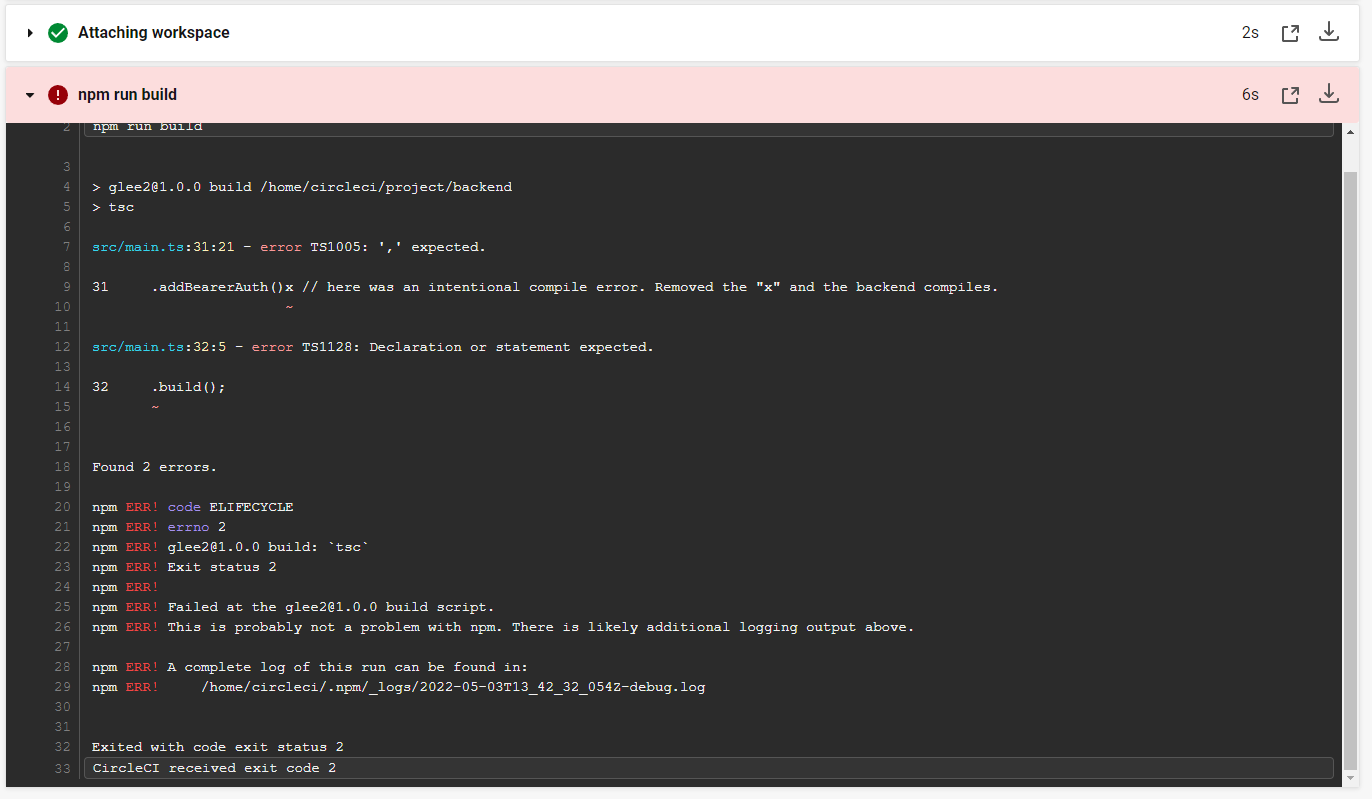 Attaching workspace 2s
npm run build 6s
2 npm run build
3
4 > glee2@1.0.0 build /home/circleci/project/backend
5 > tsc
6
7 src/main.ts:31:21 - error TS1005: ',' expected.
8
9 31 .addBearerAuth()x // here was an intentional compile error. Removed the "x" and the backend compiles.
10 ~
11
12 src/main.ts:32:5 - error TS1128: Declaration or statement expected.
13
14 32 .build();
15 ~
16
17
18 Found 2 errors.
19
20 npm ERR! code ELIFECYCLE
21 npm ERR! errno 2
22 npm ERR! glee2@1.0.0 build: `tsc`
23 npm ERR! Exit status 2
24 npm ERR!
25 npm ERR! Failed at the glee2@1.0.0 build script.
26 npm ERR! This is probably not a problem with npm. There is likely additional logging output above.
27
28 npm ERR! A complete log of this run can be found in:
29 npm ERR! /home/circleci/.npm/_logs/2022-05-03T13_42_32_054Z-debug.log
30
31
32 Exited with code exit status 2
33 CircleCI received exit code 2